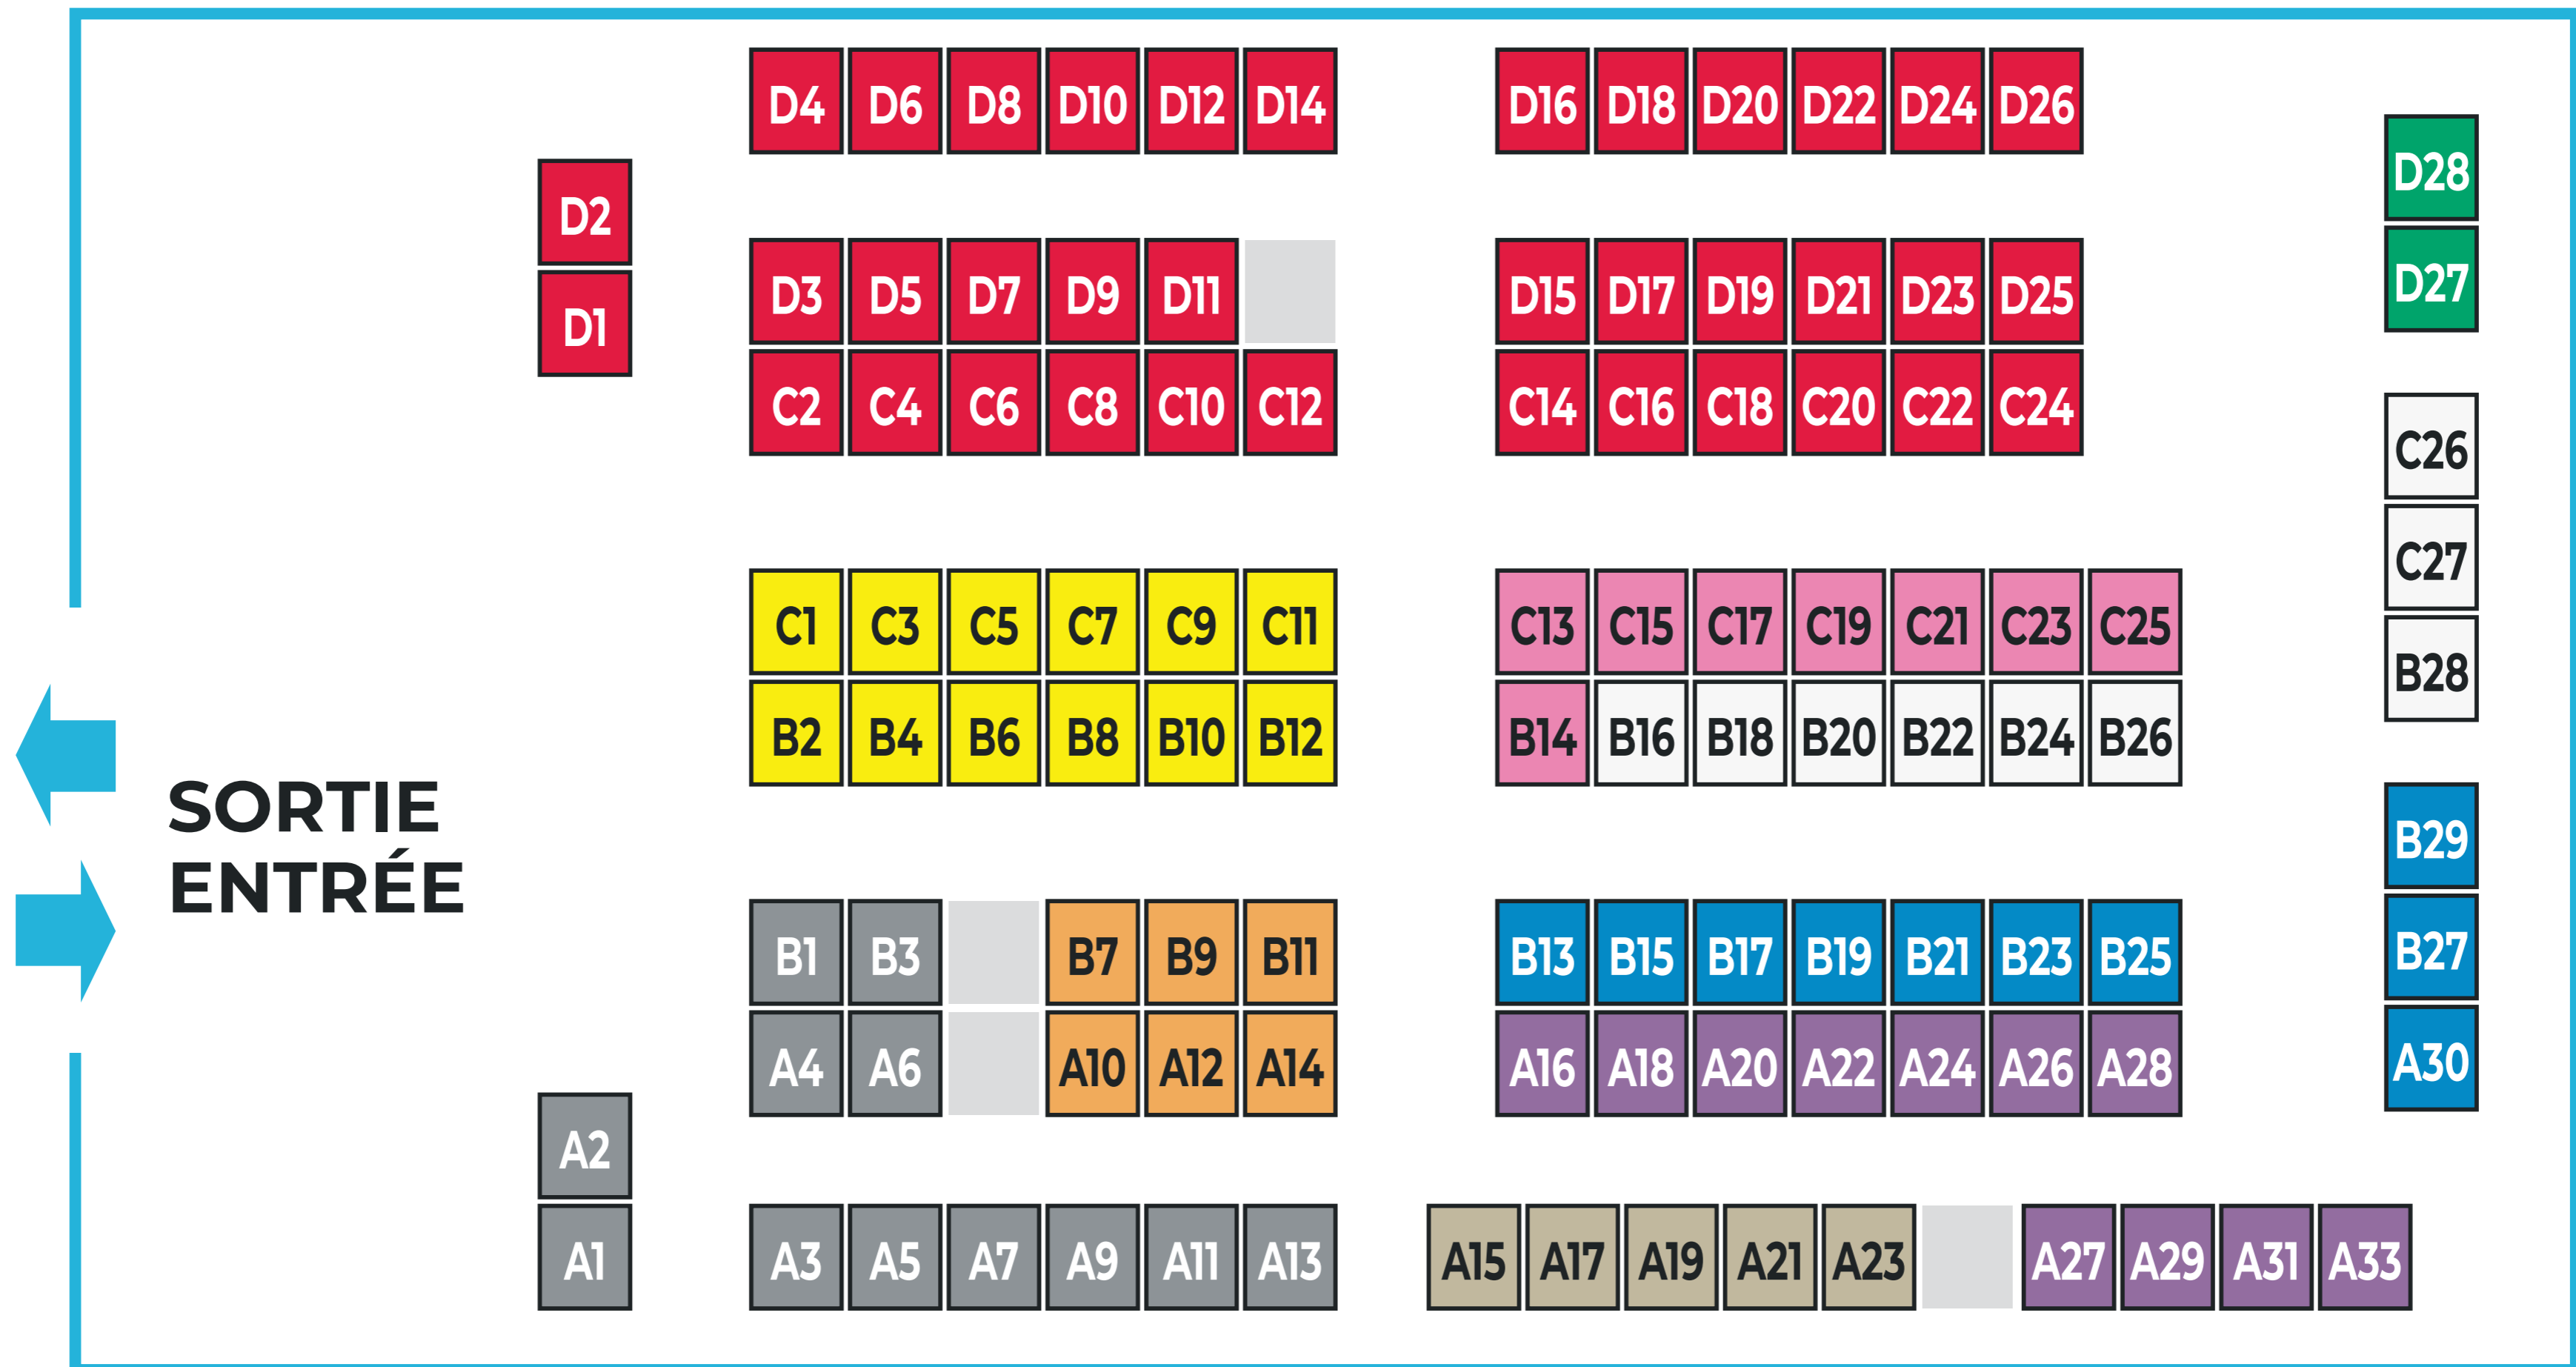 D4 D6 D8 D10 D12 D14 D16 D18 D20 D22 D24 D26
D28
D2
D3 D5 D7 D9 D11 D15 D17 D19 D21 D23 D25
D27
D1
C2 C4 C6 C8 C10 C12 C14 C16 C18 C20 C22 C24
C26
C27
C1 C3 C5 C7 C9 C11 C13 C15 C17 C19 C21 C23 C25
B28
B2 B4 B6 B8 B10 B12 B14 B16 B18 B20 B22 B24 B26
SORTIE
ENTRÉE
B29
B1 B3 B7 B9 B11 B13 B15 B17 B19 B21 B23 B25
B27
A4 A6 A10 A12 A14 A16 A18 A20 A22 A24 A26 A28
A30
A2
A1 A3 A5 A7 A9 A11 A13 A15 A17 A19 A21 A23 A27 A29 A31 A33